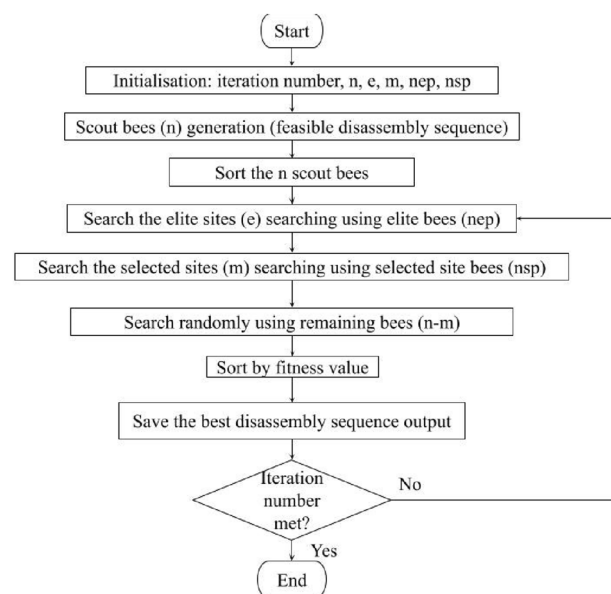 Start
Initialisation: iteration number, n, e, m, nep, nsp
Scout bees (n) generation (feasible disassembly sequence)
Sort the n scout bees
Search the elite sites (e) searching using elite bees (nep)
Search the selected sites (m) searching using selected site bees (nsp)
Search randomly using remaining bees (n-m)
Sort by fitness value
Save the best disassembly sequence output
Iteration
number
met?
No
Yes
End